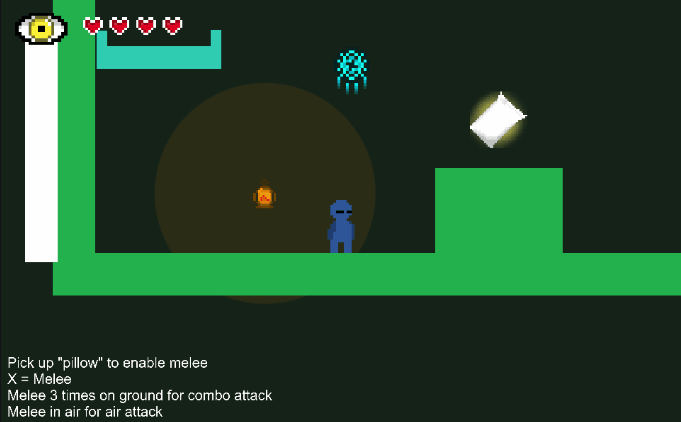 Pick up "pillow" to enable melee
X = Melee
Melee 3 times on ground for combo attack
Melee in air for air attack